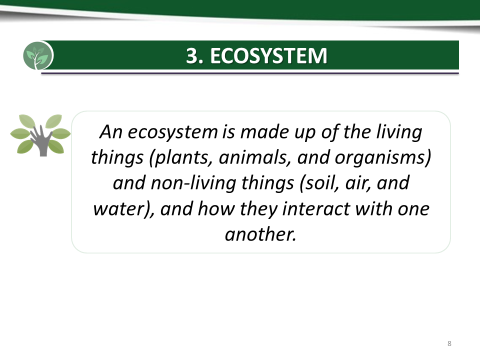 3. ECOSYSTEM
An ecosystem is made up of the living
things (plants, animals, and organisms)
and non-living things (soil, air, and
water), and how they interact with one
another.
8